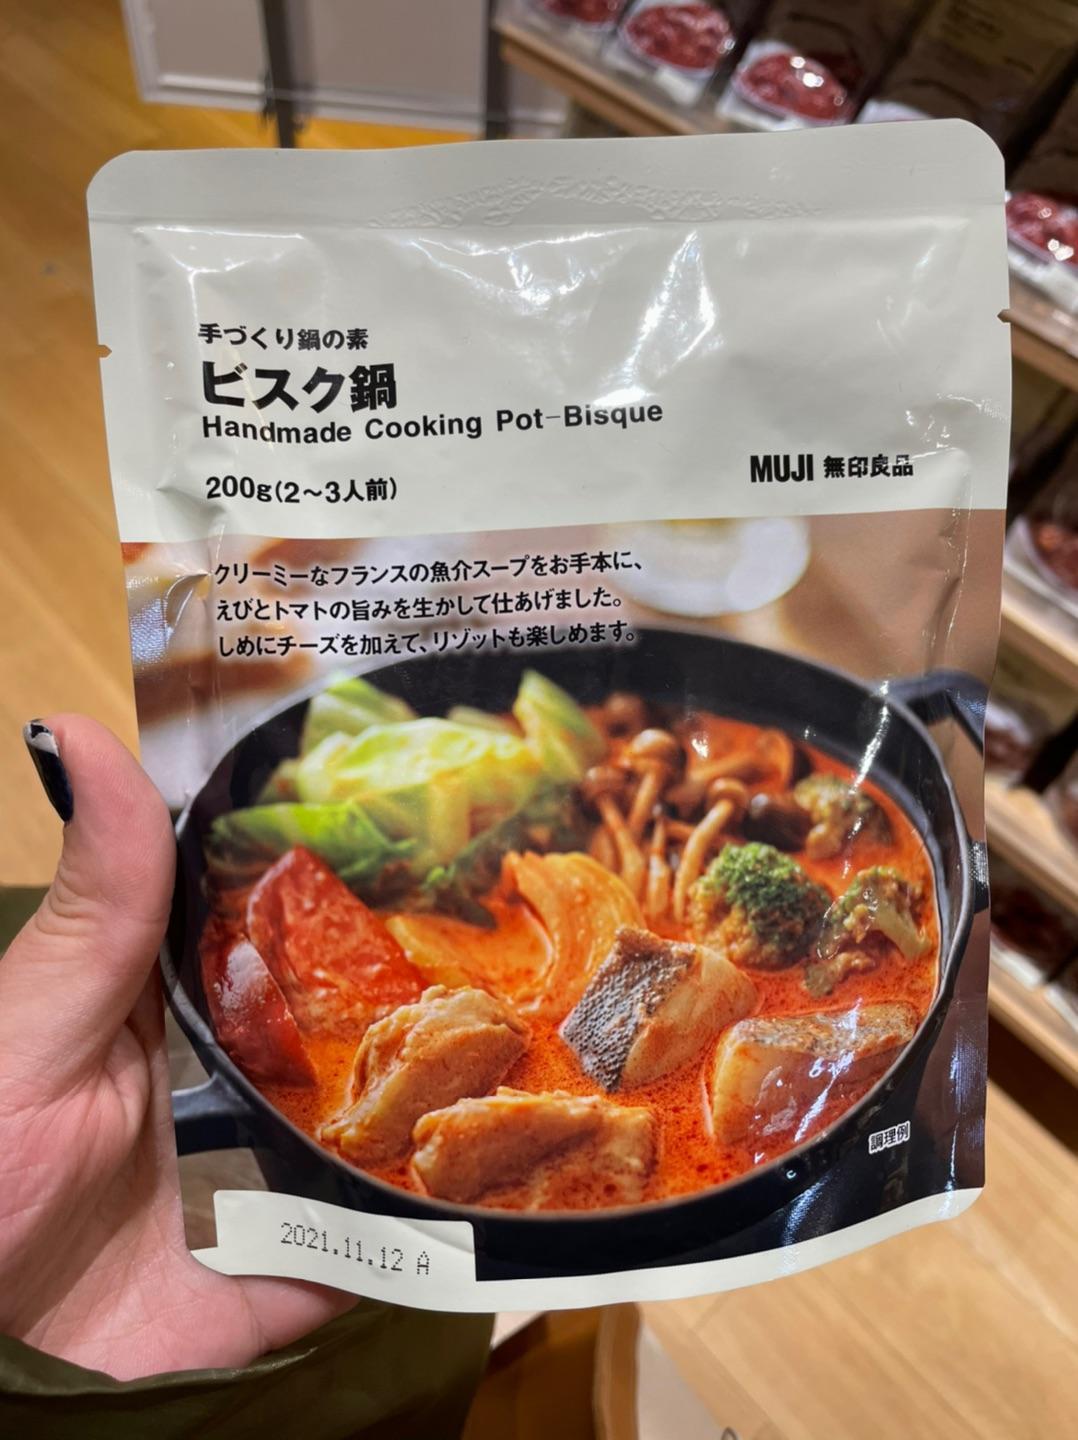 手づくり鍋の素
ビスク鍋
Handmade Cooking Pot-Bisque
200g(2〜3人前)
MUJI 無印良品
クリーミーなフランスの魚介スープをお手本に、
えびとトマトの旨みを生かして仕あげました。
しめにチーズを加えて、リゾットも楽しめます。
調理例
2021.11.12 A